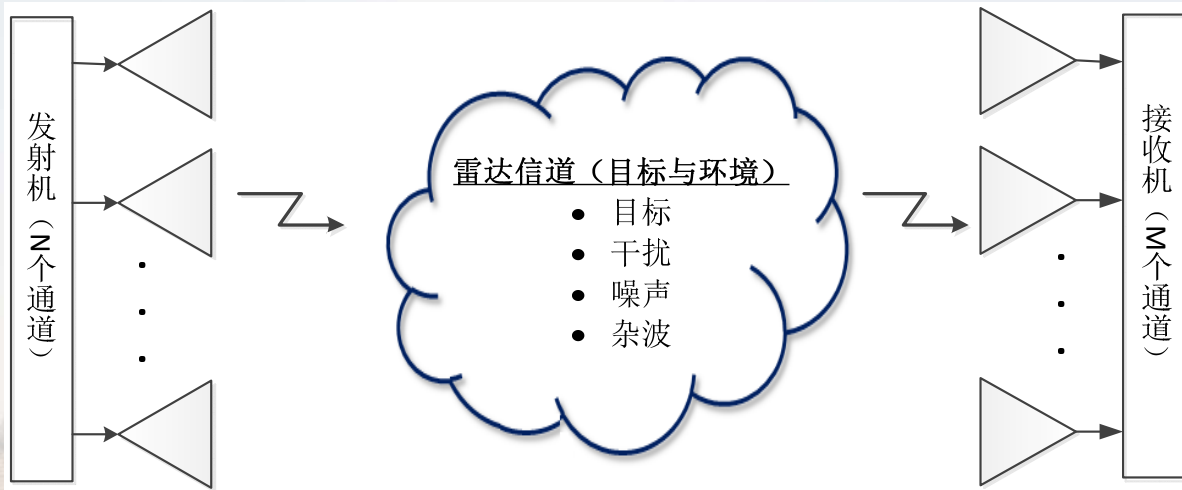 发射机（N个通道）
雷达信道（目标与环境）
● 目标
● 干扰
● 噪声
● 杂波
接收机（M个通道）